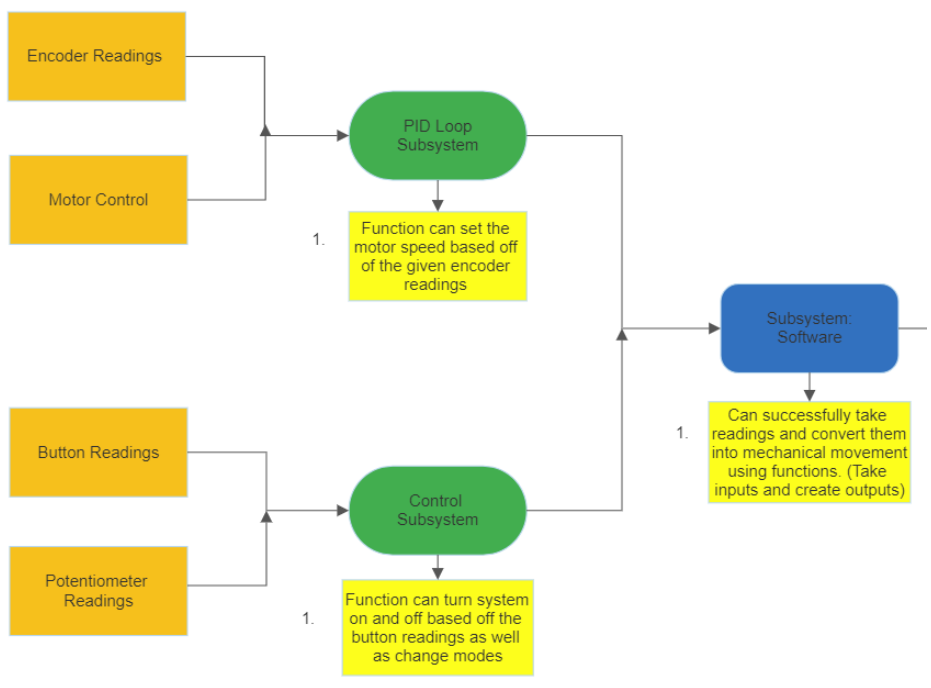 Encoder Readings
PID Loop
Subsystem
Motor Control
1.
Function can set the
motor speed based off
of the given encoder
readings
Subsystem:
Software
1.
Can successfully take
readings and convert them
into mechanical movement
using functions. (Take
inputs and create outputs)
Button Readings
Control
Subsystem
Potentiometer
Readings
1.
Function can turn system
on and off based off the
button readings as well
as change modes